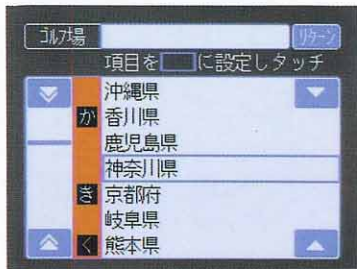 ゴルフ場 リターン
項目を に設定しタッチ
沖縄県
か 香川県
鹿児島県
神奈川県
き 京都府
岐阜県
く 熊本県